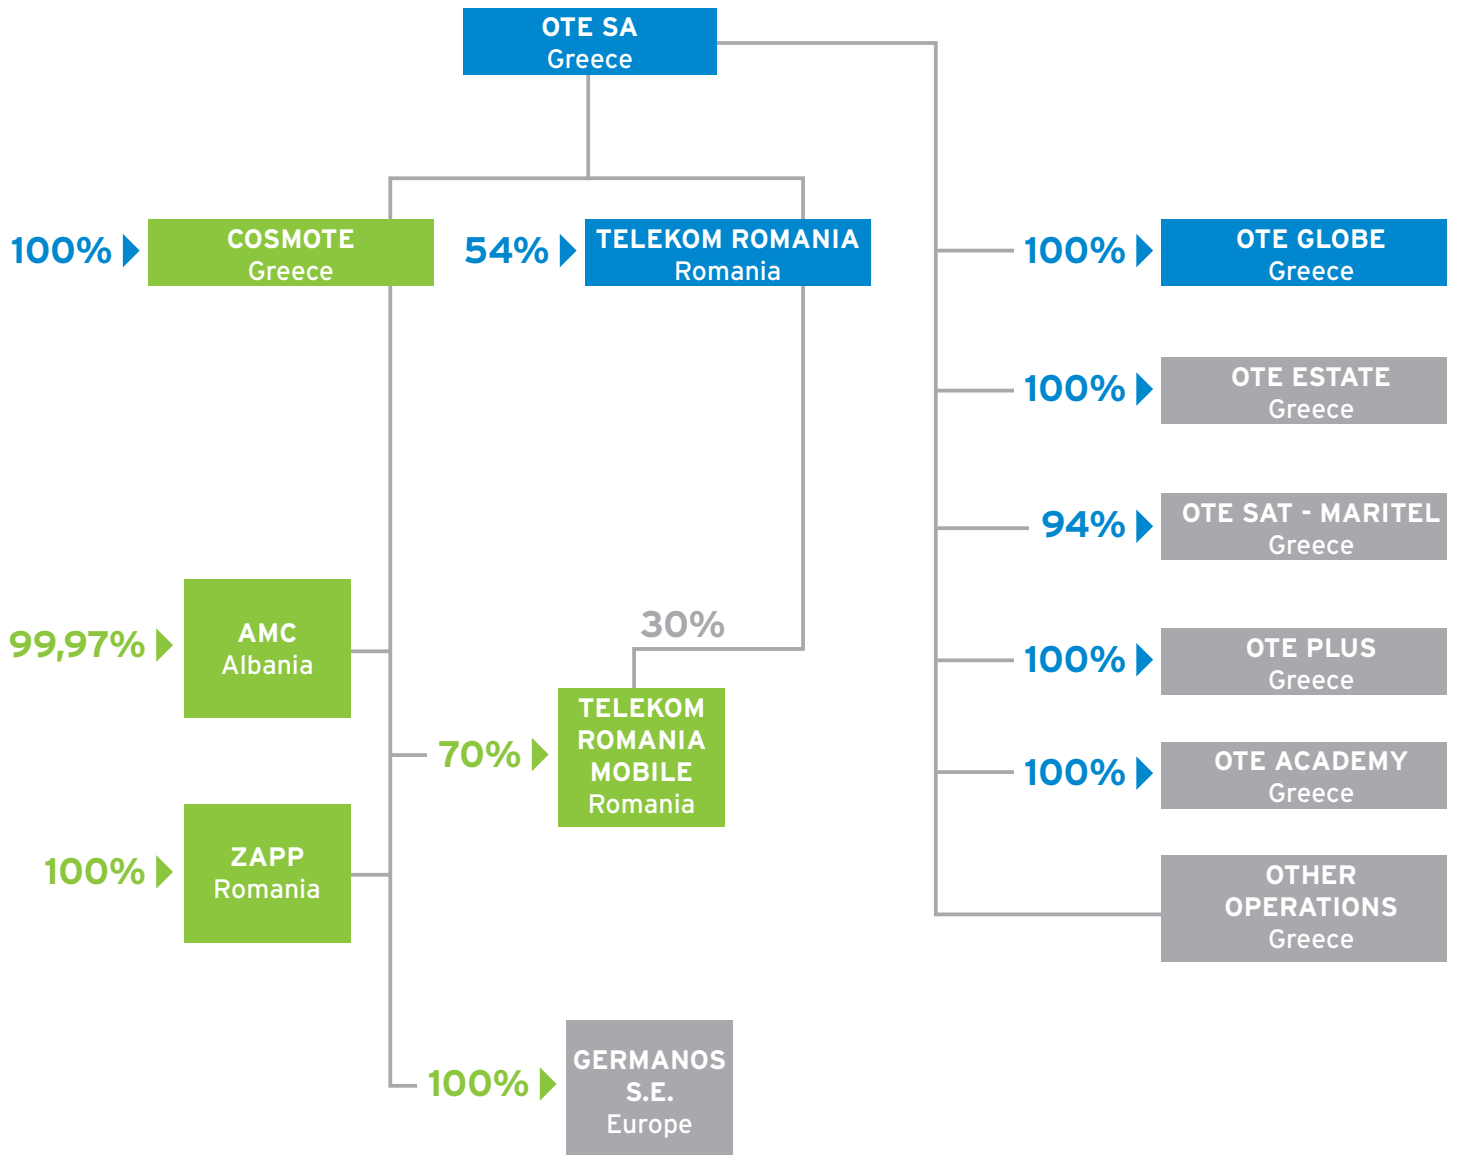 OTE SA
Greece
100%
COSMOTE
Greece
54%
TELEKOM ROMANIA
Romania
100%
OTE GLOBE
Greece
100%
OTE ESTATE
Greece
94%
OTE SAT - MARITEL
Greece
99,97%
AMC
Albania
30%
100%
OTE PLUS
Greece
70%
TELEKOM
ROMANIA
MOBILE
Romania
100%
OTE ACADEMY
Greece
100%
ZAPP
Romania
OTHER
OPERATIONS
Greece
100%
GERMANOS
S.E.
Europe